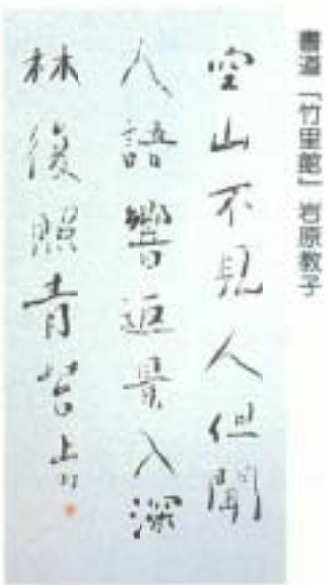 書道「竹里館」岩原教子
空山不見人但聞
人語響返景入深
林復照青苔上